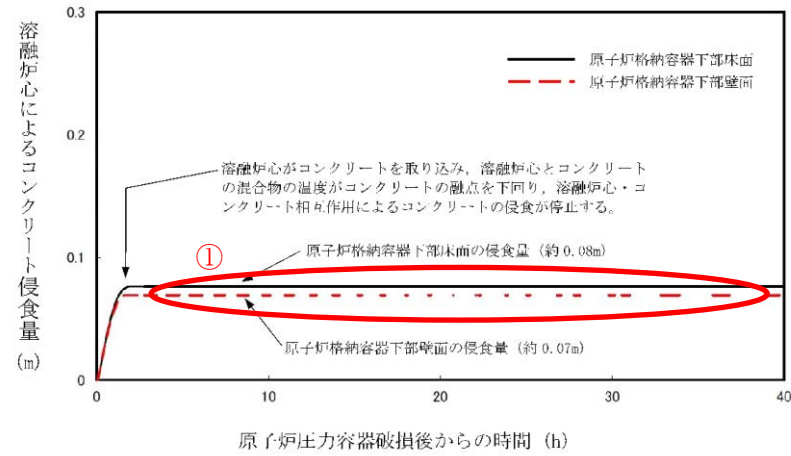 溶融炉心によるコンクリート侵食量
(m)
0.3
0.2
0.1
0
原子炉格納容器下部床面
原子炉格納容器下部壁面
溶融炉心がコンクリートを取り込み，溶融炉心とコンクリート
の混合物の温度がコンクリートの融点を下回り，溶融炉心・コ
ンクリート相互作用によるコンクリートの侵食が停止する。
①
原子炉格納容器下部床面の侵食量（約 0.08m）
原子炉格納容器下部壁面の侵食量（約 0.07m）
0 10 20 30 40
原子炉圧力容器破損後からの時間 (h)